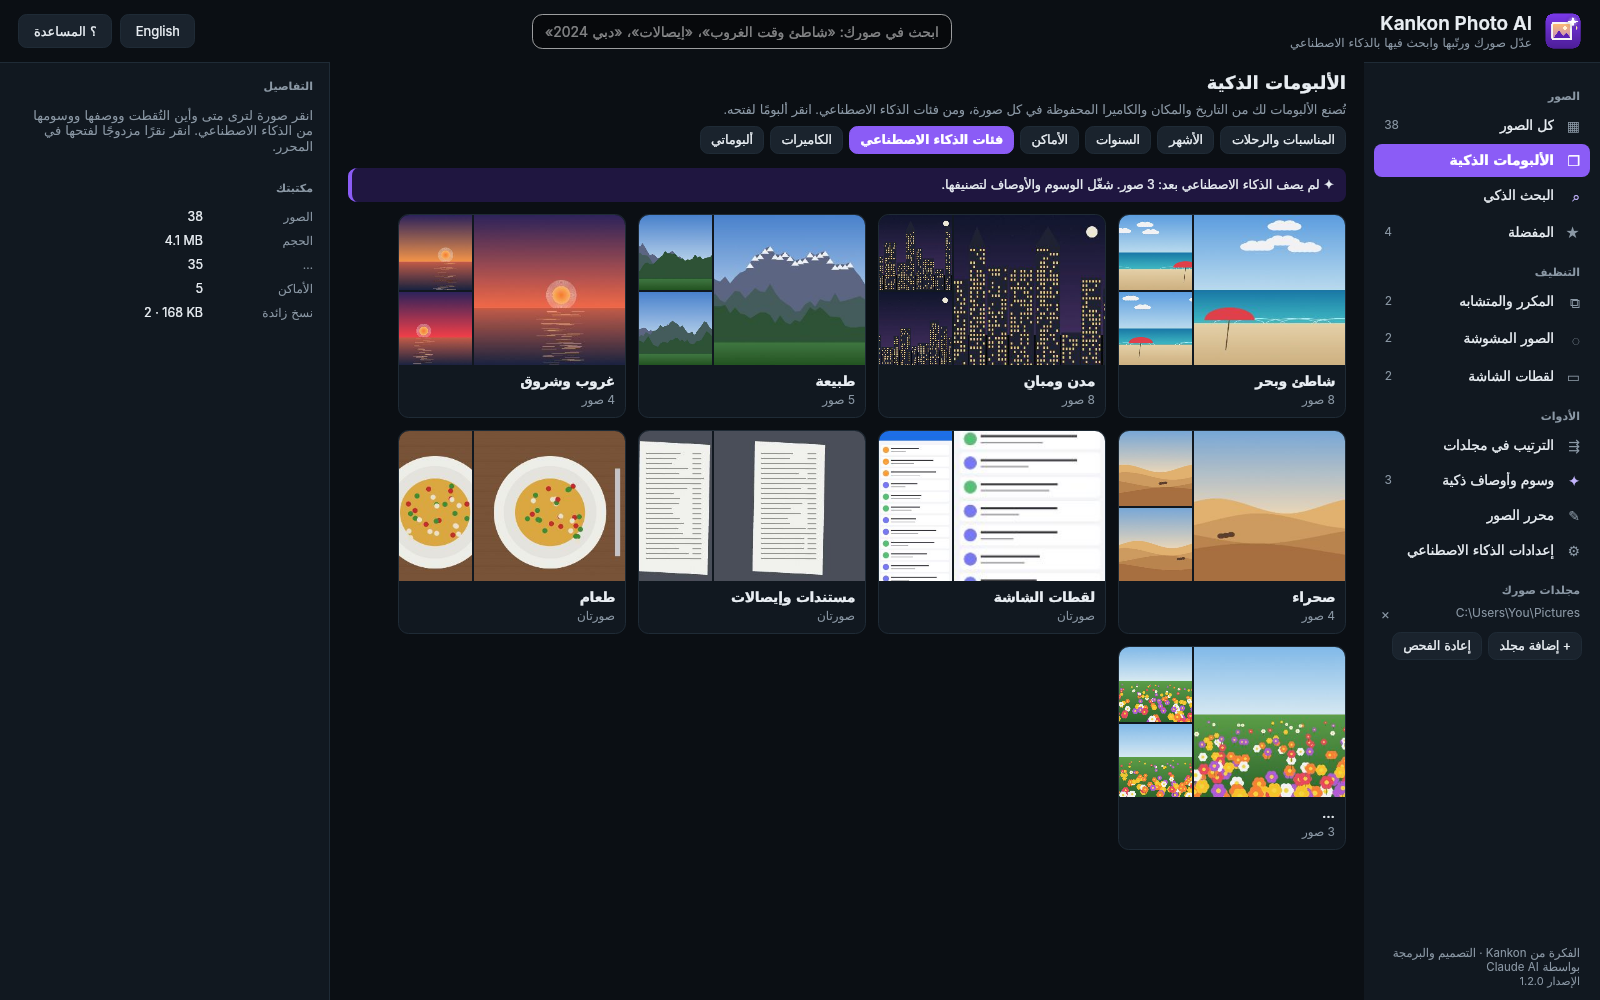 Kankon Photo AI
عدّل صورك ورتّبها وابحث فيها بالذكاء الاصطناعي
ابحث في صورك: «شاطئ وقت الغروب»، «إيصالات»، «دبي 2024»
English
؟ المساعدة
الصور
كل الصور 38
الألبومات الذكية
البحث الذكي
المفضلة 4
التنظيف
المكرر والمتشابه 2
الصور المشوشة 2
لقطات الشاشة 2
الأدوات
الترتيب في مجلدات
وسوم وأوصاف ذكية 3
محرر الصور
إعدادات الذكاء الاصطناعي
مجلدات صورك
C:\Users\You\Pictures ×
+ إضافة مجلد
إعادة الفحص
الفكرة من Kankon · التصميم والبرمجة
بواسطة Claude AI
الإصدار 1.2.0
الألبومات الذكية
تُصنع الألبومات لك من التاريخ والمكان والكاميرا المحفوظة في كل صورة، ومن فئات الذكاء الاصطناعي. انقر ألبومًا لفتحه.
المناسبات والرحلات
الأشهر
السنوات
الأماكن
فئات الذكاء الاصطناعي
الكاميرات
ألبوماتي
✦ لم يصف الذكاء الاصطناعي بعد: 3 صور. شغّل الوسوم والأوصاف لتصنيفها.
شاطئ وبحر
8 صور
مدن ومبانٍ
8 صور
طبيعة
5 صور
غروب وشروق
4 صور
صحراء
4 صور
لقطات الشاشة
صورتان
مستندات وإيصالات
صورتان
طعام
صورتان
...
3 صور
التفاصيل
انقر صورة لترى متى وأين التُقطت ووصفها ووسومها
من الذكاء الاصطناعي. انقر نقرًا مزدوجًا لفتحها في
المحرر.
مكتبتك
الصور 38
الحجم 4.1 MB
... 35
الأماكن 5
نسخ زائدة 2 · 168 KB